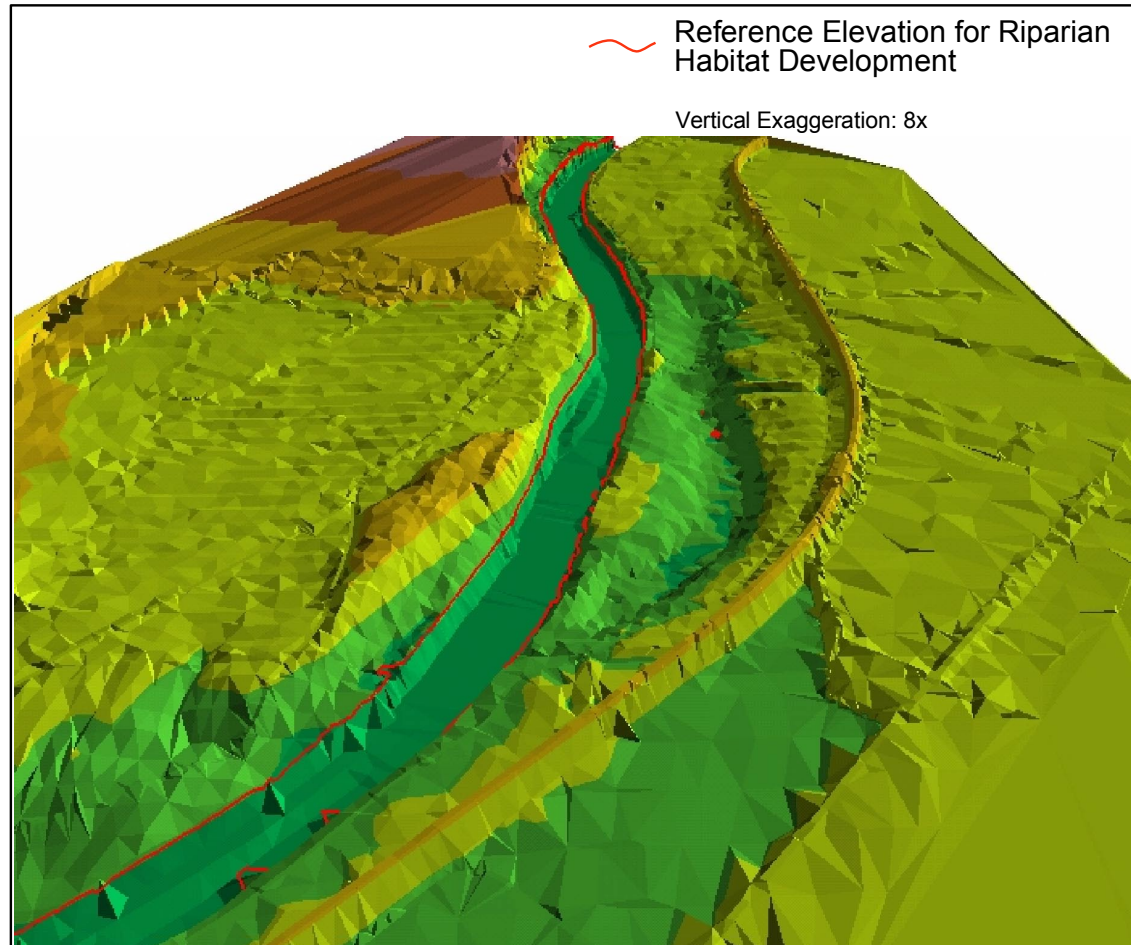 Reference Elevation for Riparian
Habitat Development
Vertical Exaggeration: 8x